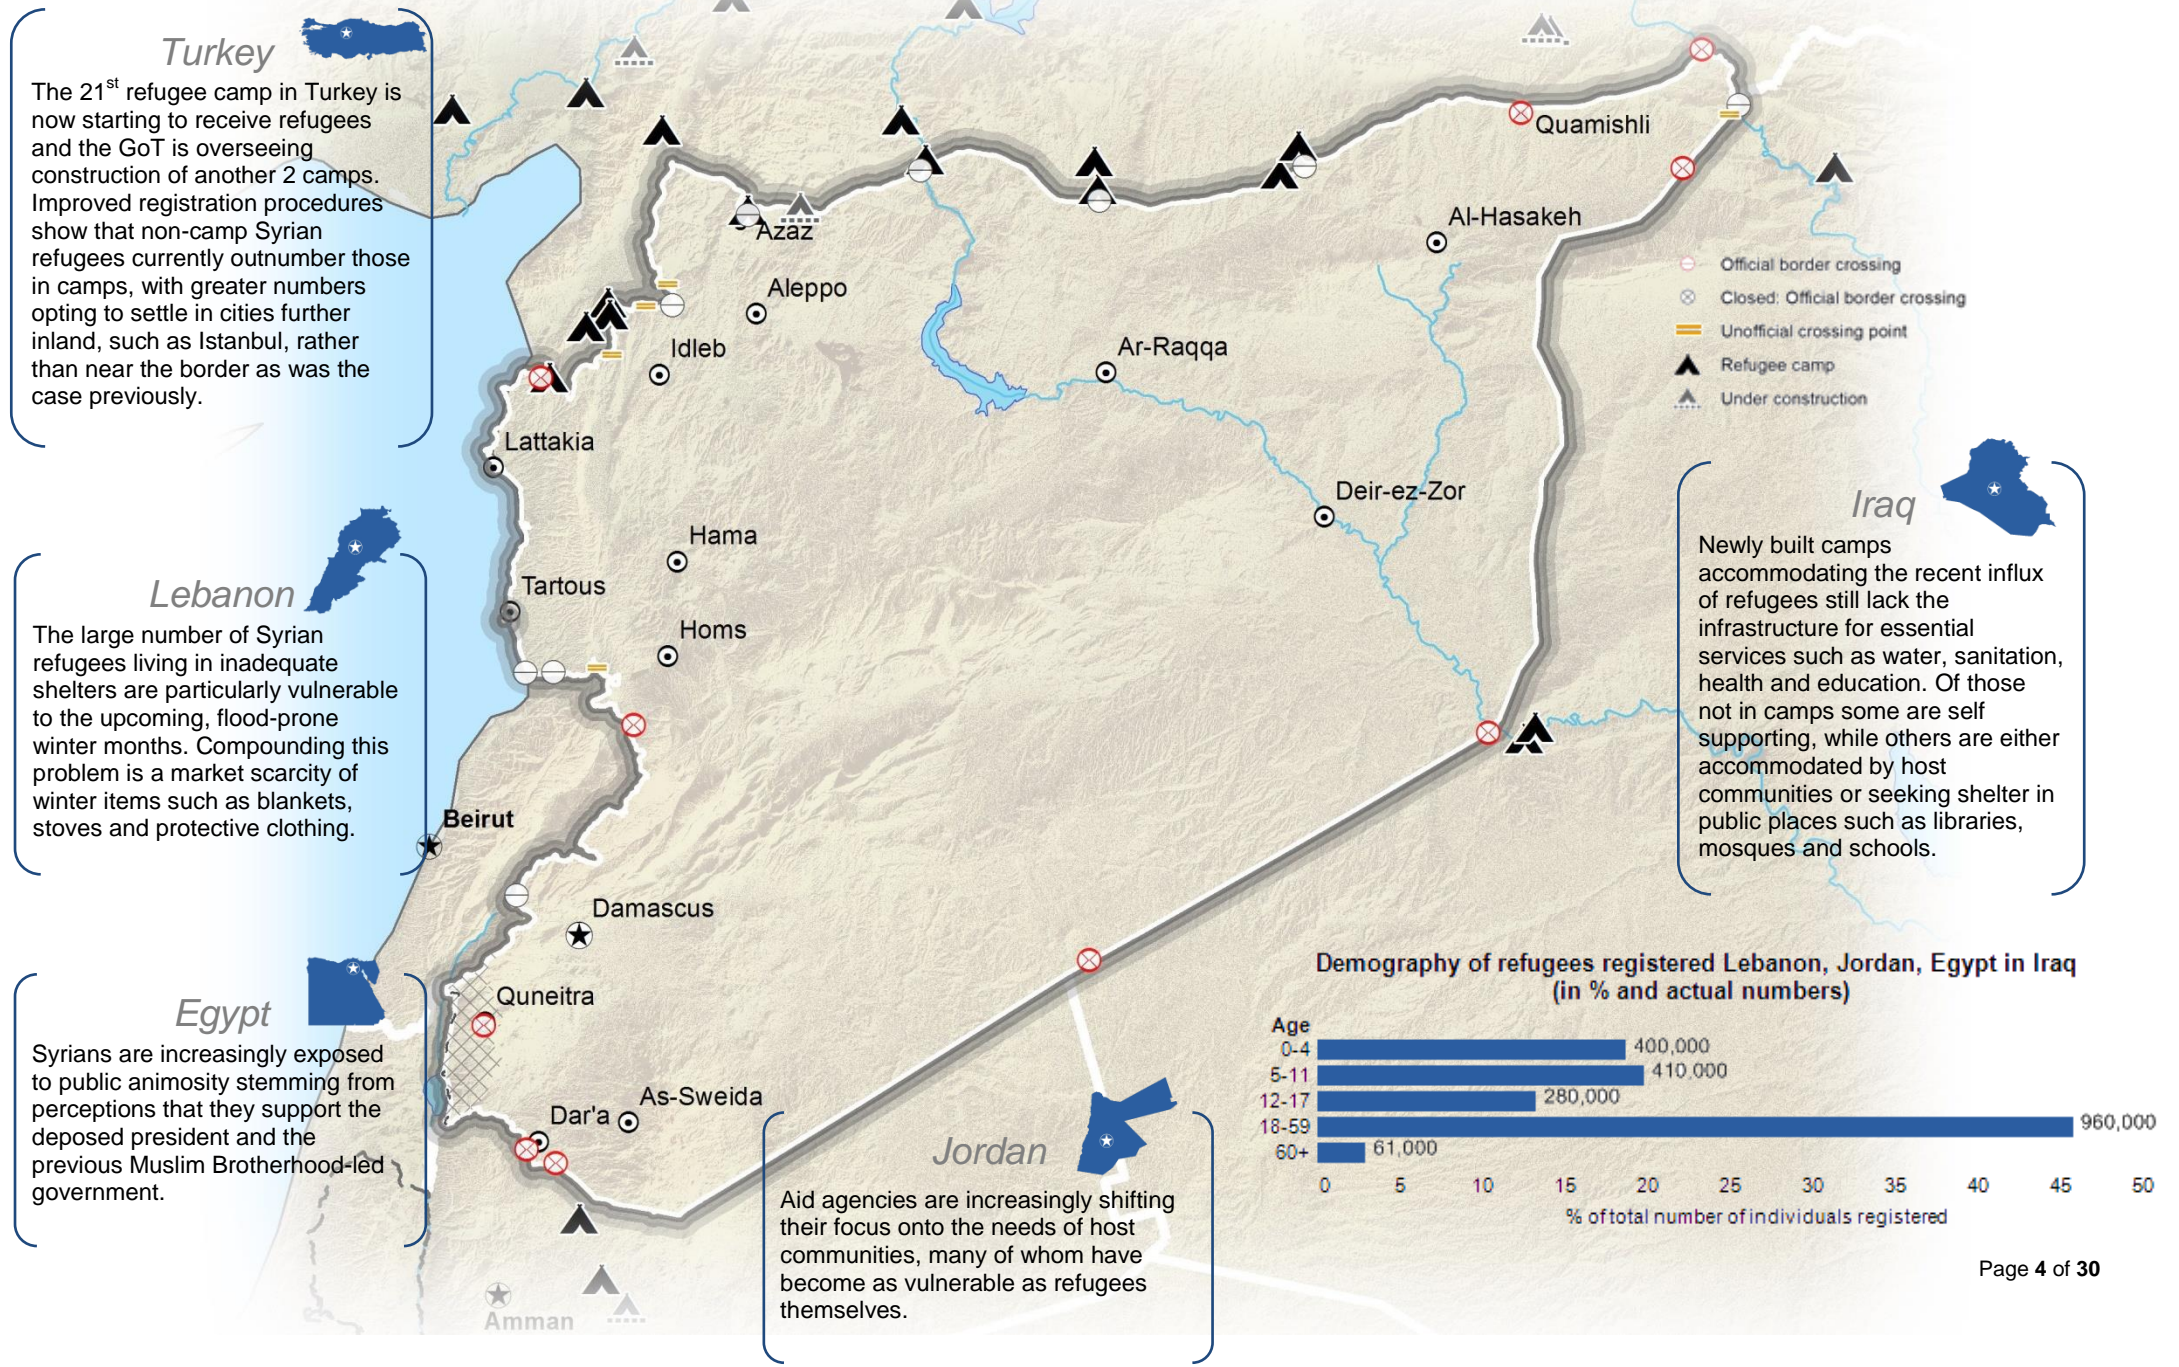 Turkey
The 21st refugee camp in Turkey is
now starting to receive refugees
and the GoT is overseeing
construction of another 2 camps.
Improved registration procedures
show that non-camp Syrian
refugees currently outnumber those
in camps, with greater numbers
opting to settle in cities further
inland, such as Istanbul, rather
than near the border as was the
case previously.
Lebanon
The large number of Syrian
refugees living in inadequate
shelters are particularly vulnerable
to the upcoming, flood-prone
winter months. Compounding this
problem is a market scarcity of
winter items such as blankets,
stoves and protective clothing.
Egypt
Syrians are increasingly exposed
to public animosity stemming from
perceptions that they support the
deposed president and the
previous Muslim Brotherhood-led
government.
Quamishli
Al-Hasakeh
Azaz
Aleppo
Idleb
Ar-Raqqa
Lattakia
Deir-ez-Zor
Hama
Tartous
Homs
Beirut
Damascus
Quneitra
As-Sweida
Dar'a
Amman
Official border crossing
Closed: Official border crossing
Unofficial crossing point
Refugee camp
Under construction
Iraq
Newly built camps
accommodating the recent influx
of refugees still lack the
infrastructure for essential
services such as water, sanitation,
health and education. Of those
not in camps some are self
supporting, while others are either
accommodated by host
communities or seeking shelter in
public places such as libraries,
mosques and schools.
Jordan
Aid agencies are increasingly shifting
their focus onto the needs of host
communities, many of whom have
become as vulnerable as refugees
themselves.
Demography of refugees registered Lebanon, Jordan, Egypt in Iraq
(in % and actual numbers)
Age
0-4 400,000
5-11 410,000
12-17 280,000
18-59 960,000
60+ 61,000
0 5 10 15 20 25 30 35 40 45 50
% of total number of individuals registered
Page 4 of 30